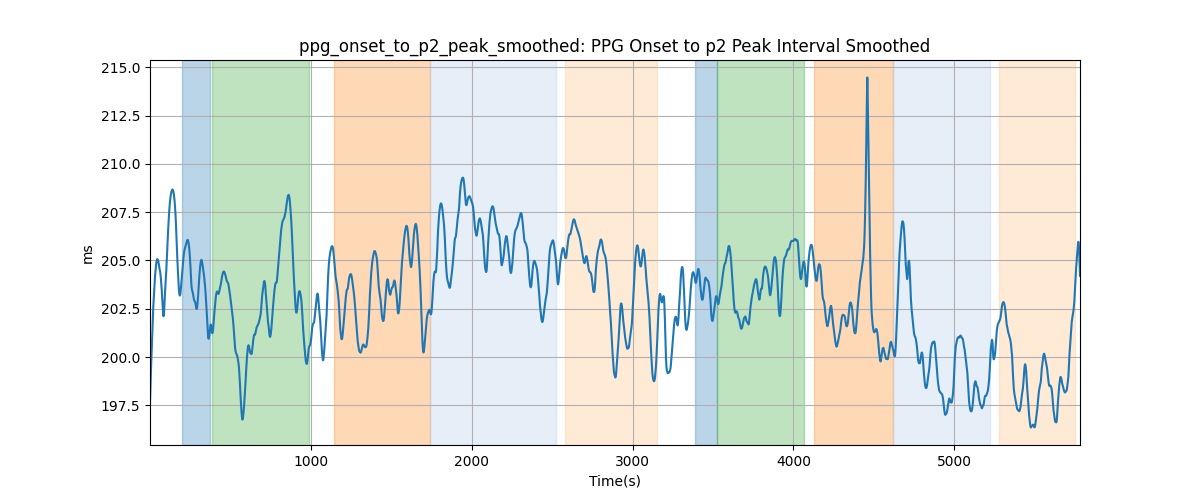 ppg_onset_to_p2_peak_smoothed: PPG Onset to p2 Peak Interval Smoothed
215.0
212.5
210.0
207.5
205.0
202.5
200.0
197.5
ms
1000 2000 3000 4000 5000
Time(s)